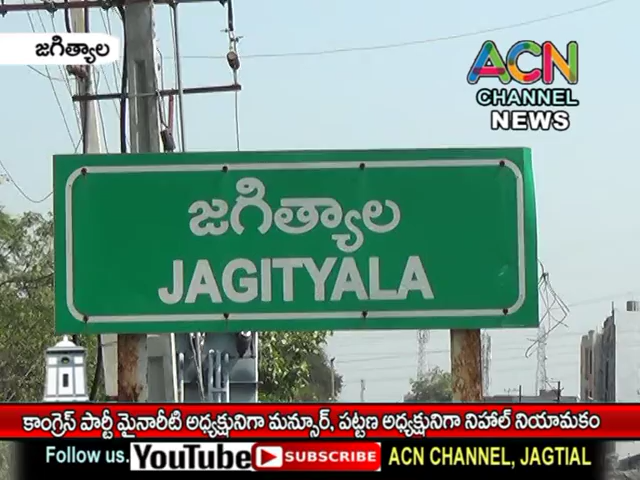 జగిత్యాల
ACN
CHANNEL
NEWS
జగిత్యాల
JAGITYALA
కాంగ్రెస్ పార్టీ మైనారీటి అధ్యక్షునిగా మన్సూర్, పట్టణ అధ్యక్షునిగా నిహాల్ నియామకం
Follow us. YouTube SUBSCRIBE ACN CHANNEL, JAGTIAL